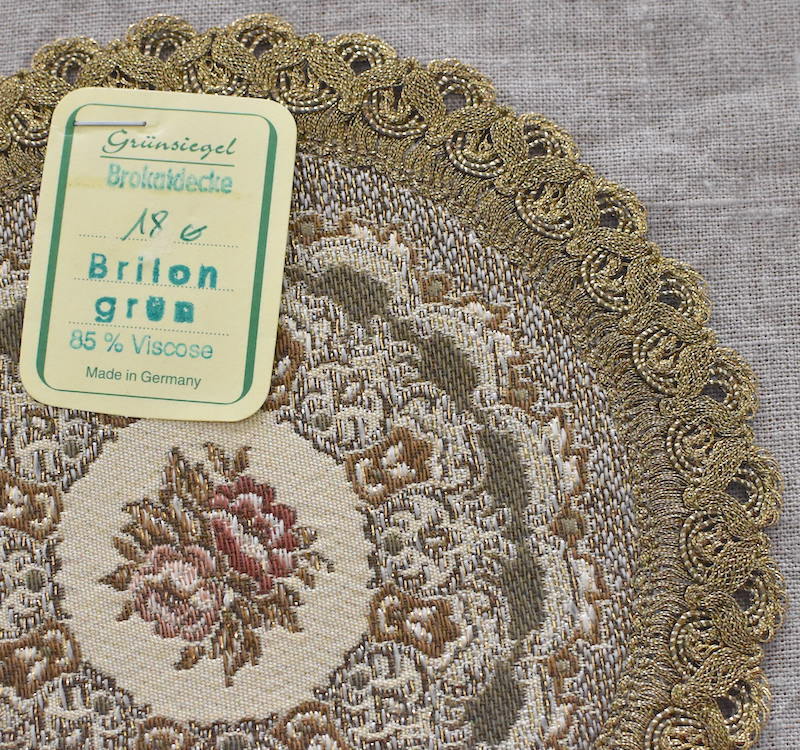 Grünsiegel
Brokatdecke
18 G
Brilon
grün
85 % Viscose
Made in Germany